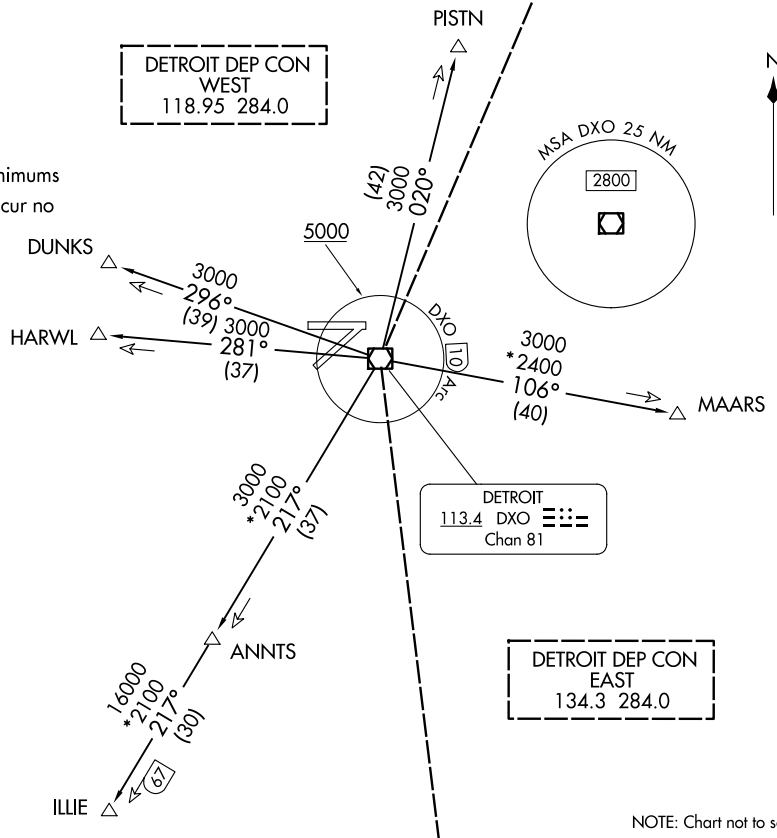 PISTN
N
DETROIT DEP CON
WEST
118.95 284.0
MSA DXO 25 NM
2800
nimums
cur no
(42)
3000
020°
5000
DUNKS
3000
296°
(39)
HARWL
3000
281°
(37)
DXO 10 Arc
3000
*2400
106°
(40)
MAARS
3000
*2100
217°
(37)
DETROIT
113.4 DXO
Chan 81
ANNTS
DETROIT DEP CON
EAST
134.3 284.0
16000
*2100
217°
(30)
67
ILLIE
NOTE: Chart not to s